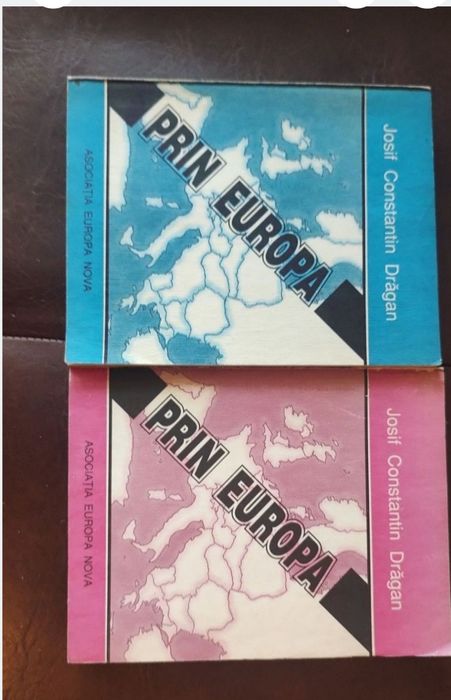 Josif Constantin Drăgan
PRIN EUROPA
ASOCIAȚIA EUROPA NOVA
Josif Constantin Drăgan
PRIN EUROPA
ASOCIAȚIA EUROPA NOVA